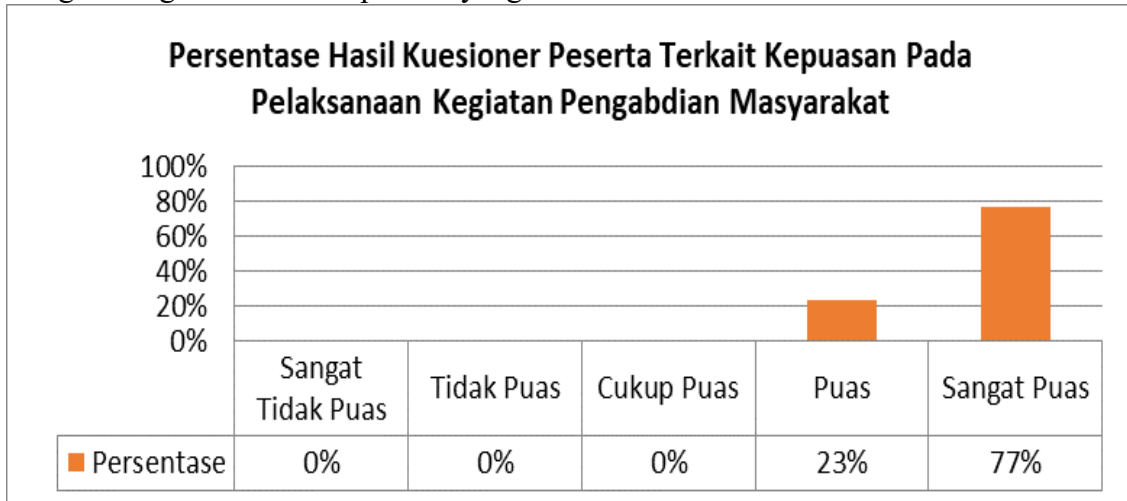 Persentase Hasil Kuesioner Peserta Terkait Kepuasan Pada
Pelaksanaan Kegiatan Pengabdian Masyarakat
100%
80%
60%
40%
20%
0%
Sangat
Tidak Puas
Tidak Puas
Cukup Puas
Puas
Sangat Puas
Persentase 0% 0% 0% 23% 77%